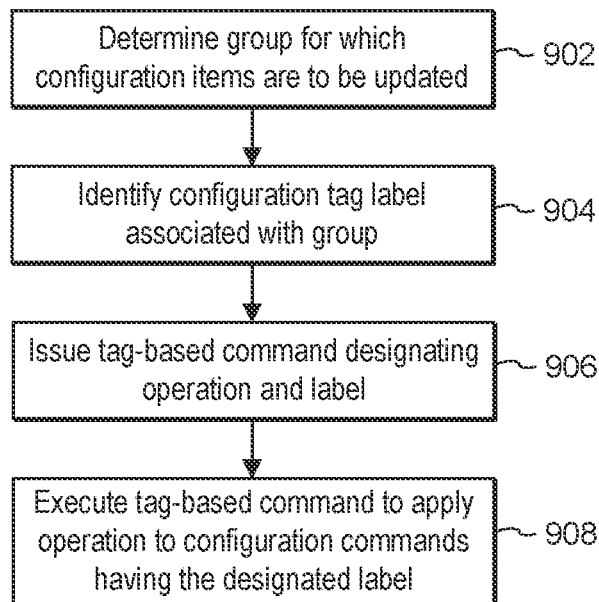 Determine group for which
configuration items are to be updated
902
Identify configuration tag label
associated with group
904
Issue tag-based command designating
operation and label
906
Execute tag-based command to apply
operation to configuration commands
having the designated label
908